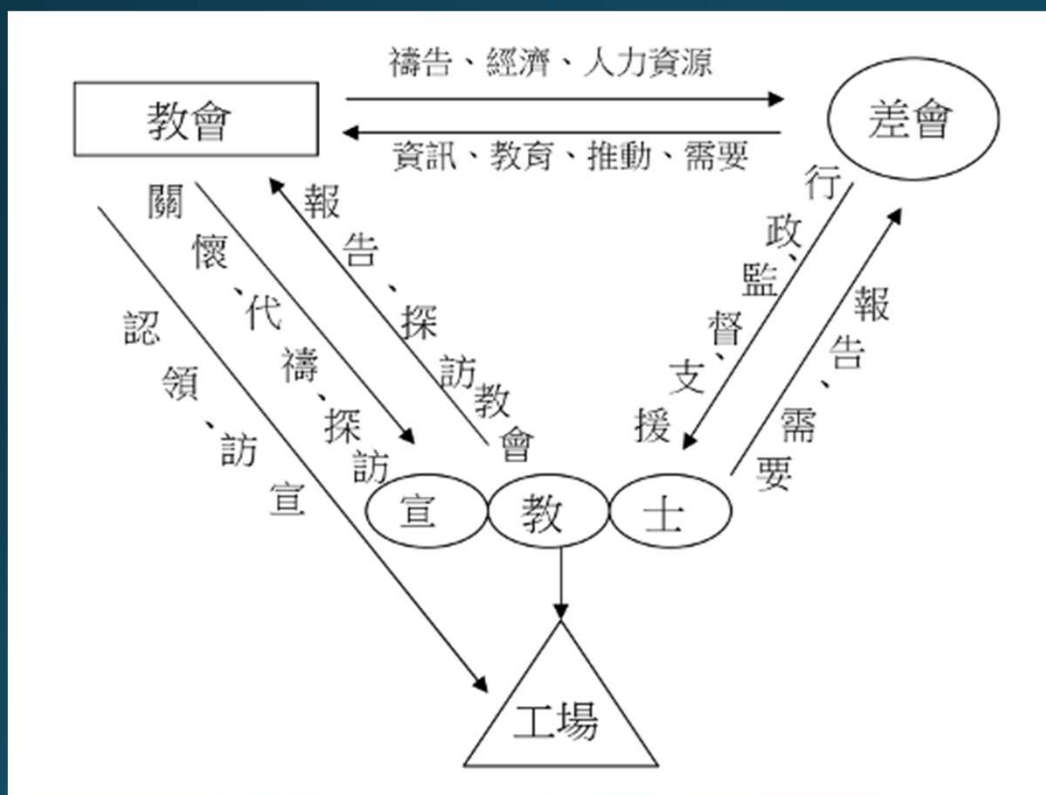 禱告、經濟、人力資源
教會
差會
資訊、教育、推動、需要
關懷、代禱、探訪
報告、探訪教會
行政、監督、支援
報告、需要
認領、訪宣
宣教士
工場